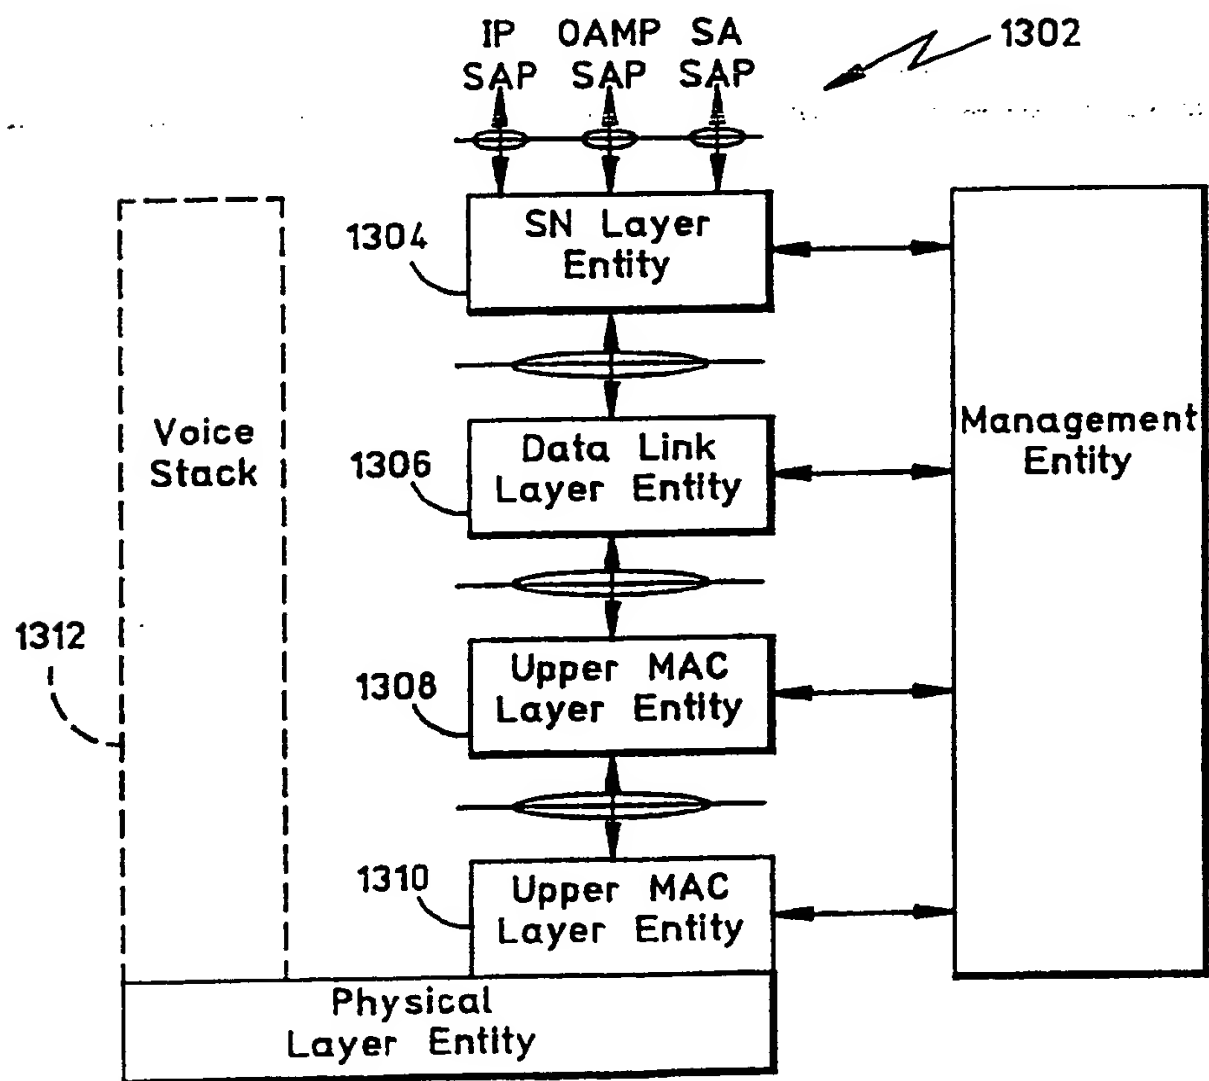 IP OAMP SA
SAP SAP SAP
1302
1304
SN Layer
Entity
Voice
Stack
1306
Data Link
Layer Entity
Management
Entity
1312
1308
Upper MAC
Layer Entity
1310
Upper MAC
Layer Entity
Physical
Layer Entity